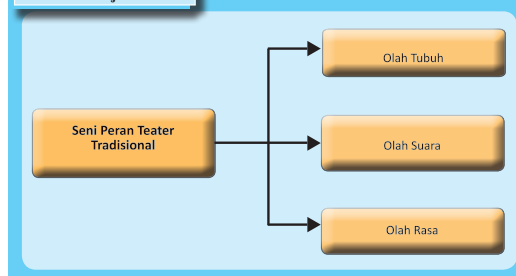 Seni Peran Teater
Tradisional
Olah Tubuh
Olah Suara
Olah Rasa